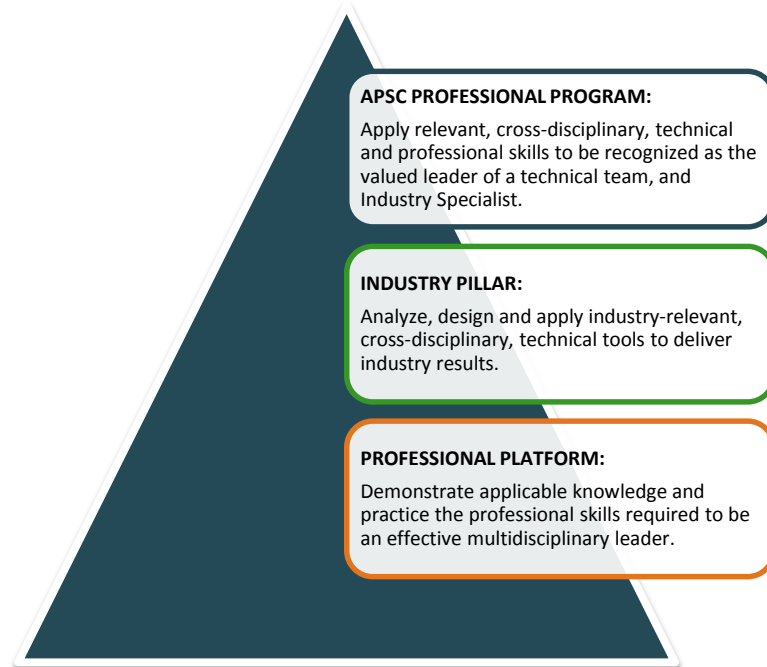 APSC PROFESSIONAL PROGRAM:
Apply relevant, cross-disciplinary, technical
and professional skills to be recognized as the
valued leader of a technical team, and
Industry Specialist.
INDUSTRY PILLAR:
Analyze, design and apply industry-relevant,
cross-disciplinary, technical tools to deliver
industry results.
PROFESSIONAL PLATFORM:
Demonstrate applicable knowledge and
practice the professional skills required to be
an effective multidisciplinary leader.